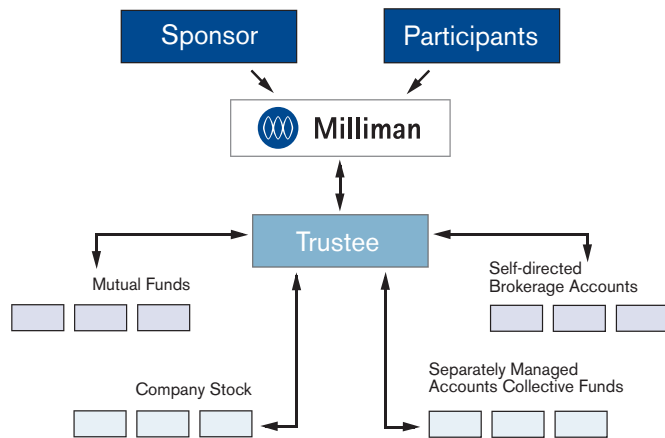 Sponsor
Participants
Milliman
Trustee
Mutual Funds
Self-directed
Brokerage Accounts
Company Stock
Separately Managed
Accounts Collective Funds